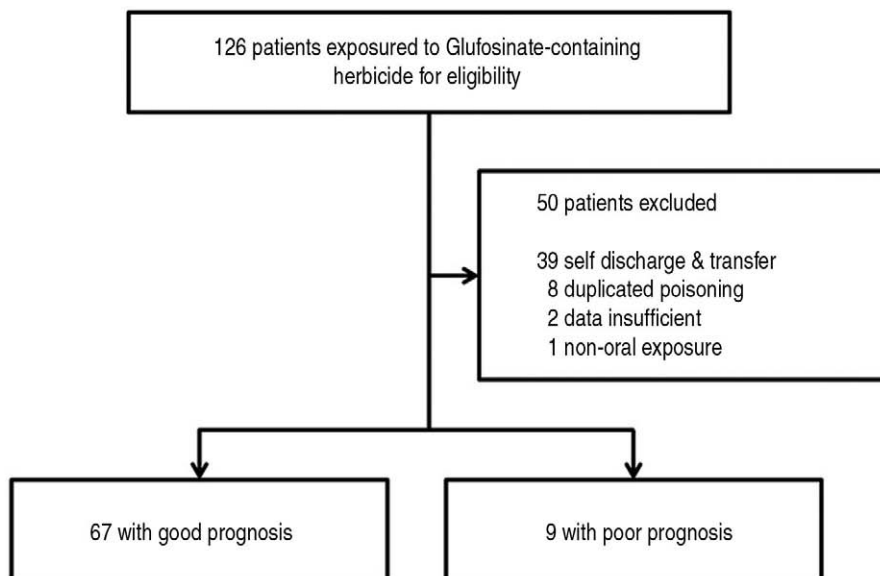 126 patients exposured to Glufosinate-containing
herbicide for eligibility
50 patients excluded
39 self discharge & transfer
8 duplicated poisoning
2 data insufficient
1 non-oral exposure
67 with good prognosis
9 with poor prognosis